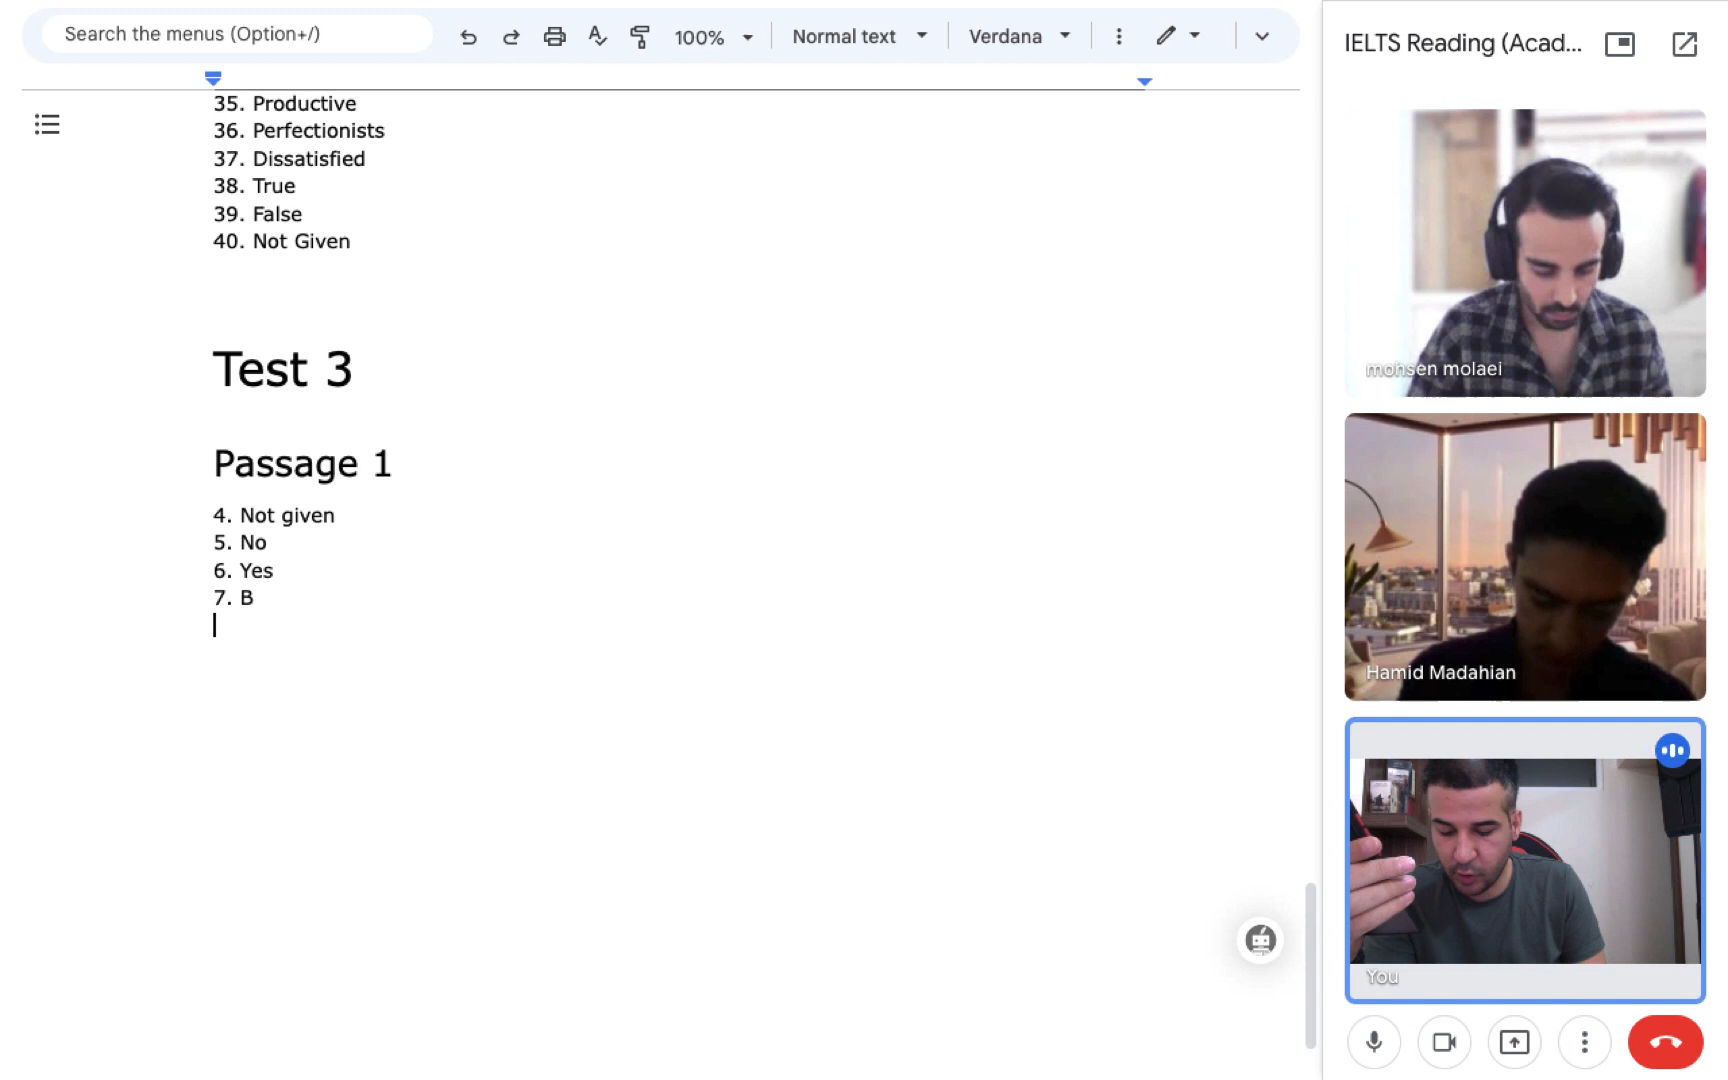 Search the menus (Option+/)
100%
Normal text
Verdana
IELTS Reading (Acad...
35. Productive
36. Perfectionists
37. Dissatisfied
38. True
39. False
40. Not Given
Test 3
Passage 1
4. Not given
5. No
6. Yes
7. B
mohsen molaei
Hamid Madahian
You